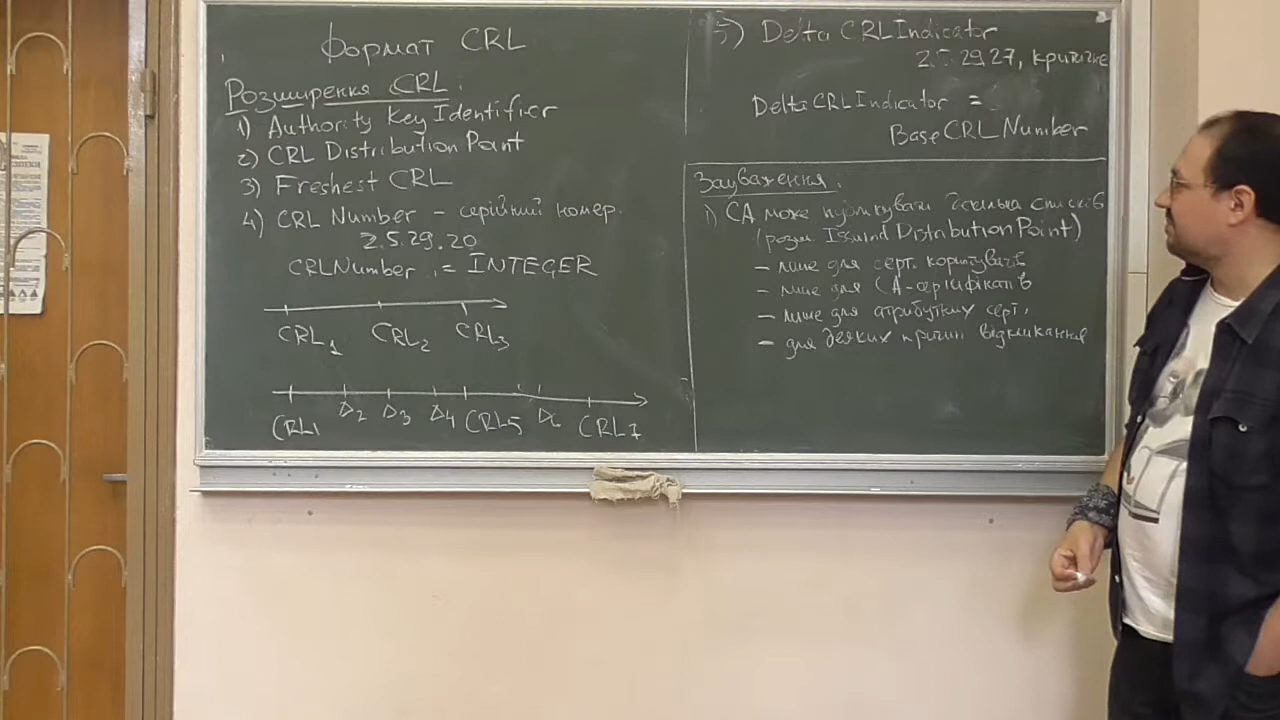 Формат CRL
Розширення CRL:
1) Authority Key Identifier
2) CRL Distribution Point
3) Freshest CRL
4) CRL Number - серійний номер.
2.5.29.20
CRLNumber := INTEGER
CRL1 CRL2 CRL3
CRL1 Δ2 Δ3 Δ4 CRL5 Δ6 CRL7
5) Delta CRL Indicator
2.5.29.27, критичне
DeltaCRLIndicator =
BaseCRLNumber
Зауваження:
1) CA може публікувати декілька списків
(розш. Issuind Distribution Point)
- лише для серт. користувачів
- лише для CA-сертифікатів
- лише для атрибутних серт.
- для деяких причин відкликання